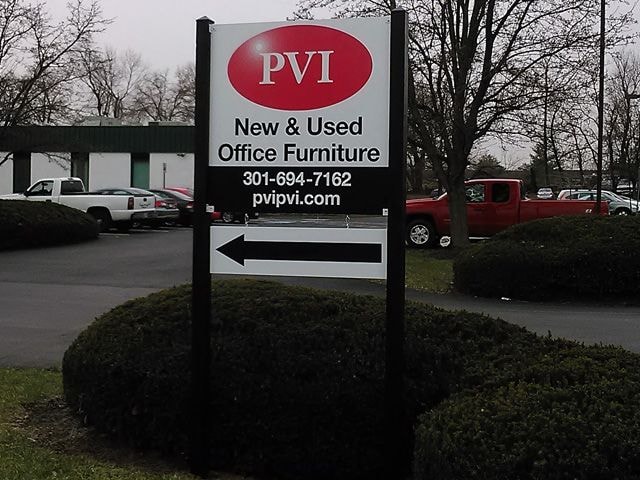 PVI
New & Used
Office Furniture
301-694-7162
pvipvi.com